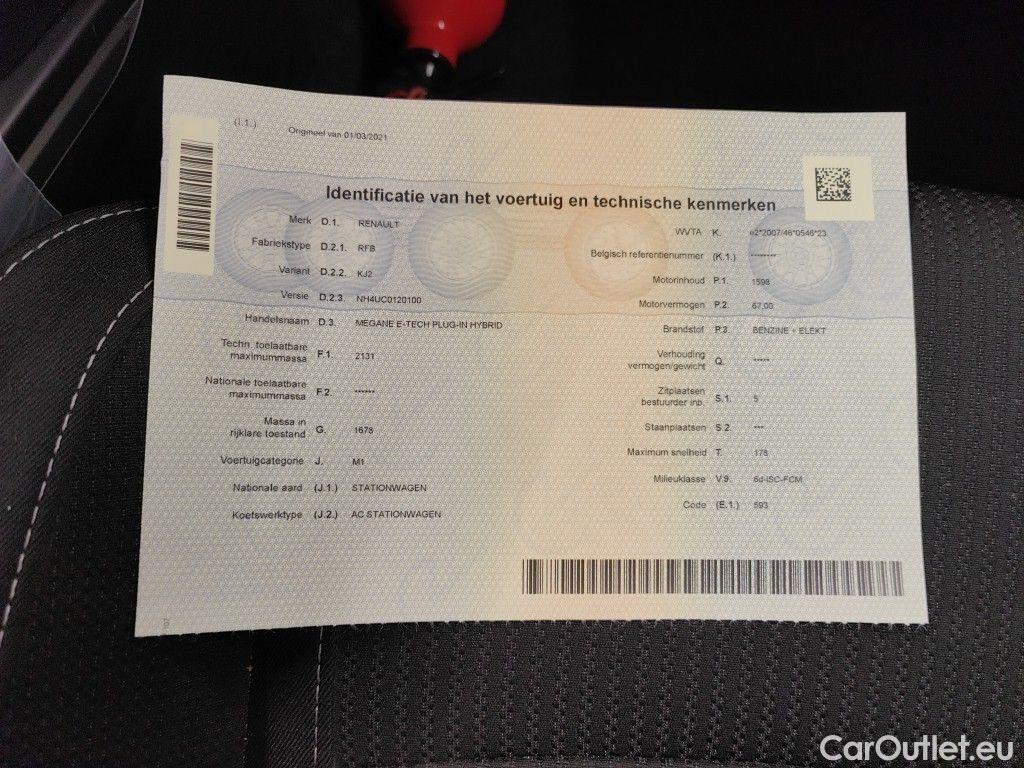 (I.1.) Origineel van 01/03/2021
Identificatie van het voertuig en technische kenmerken
Merk D.1. RENAULT
Fabriekstype D.2.1. RFB
Variant D.2.2. KJ2
Versie D.2.3. NH4UC0120100
Handelsnaam D.3. MEGANE E-TECH PLUG-IN HYBRID
Techn. toelaatbare
maximummassa F.1. 2131
Nationale toelaatbare
maximummassa F.2. ******
Massa in
rijklare toestand G. 1678
Voertuigcategorie J. M1
Nationale aard (J.1.) STATIONWAGEN
Koetswerktype (J.2.) AC STATIONWAGEN
WVTA K. e2*2007/46*0546*23
Belgisch referentienummer (K.1.) ********
Motorinhoud P.1. 1598
Motorvermogen P.2. 67,00
Brandstof P.3. BENZINE + ELEKT
Verhouding
vermogen/gewicht Q. *****
Zitplaatsen
bestuurder inb. S.1. 5
Staanplaatsen S.2. ***
Maximum snelheid T. 178
Milieuklasse V.9. 6d-ISC-FCM
Code (E.1.) 593
CarOutlet.eu